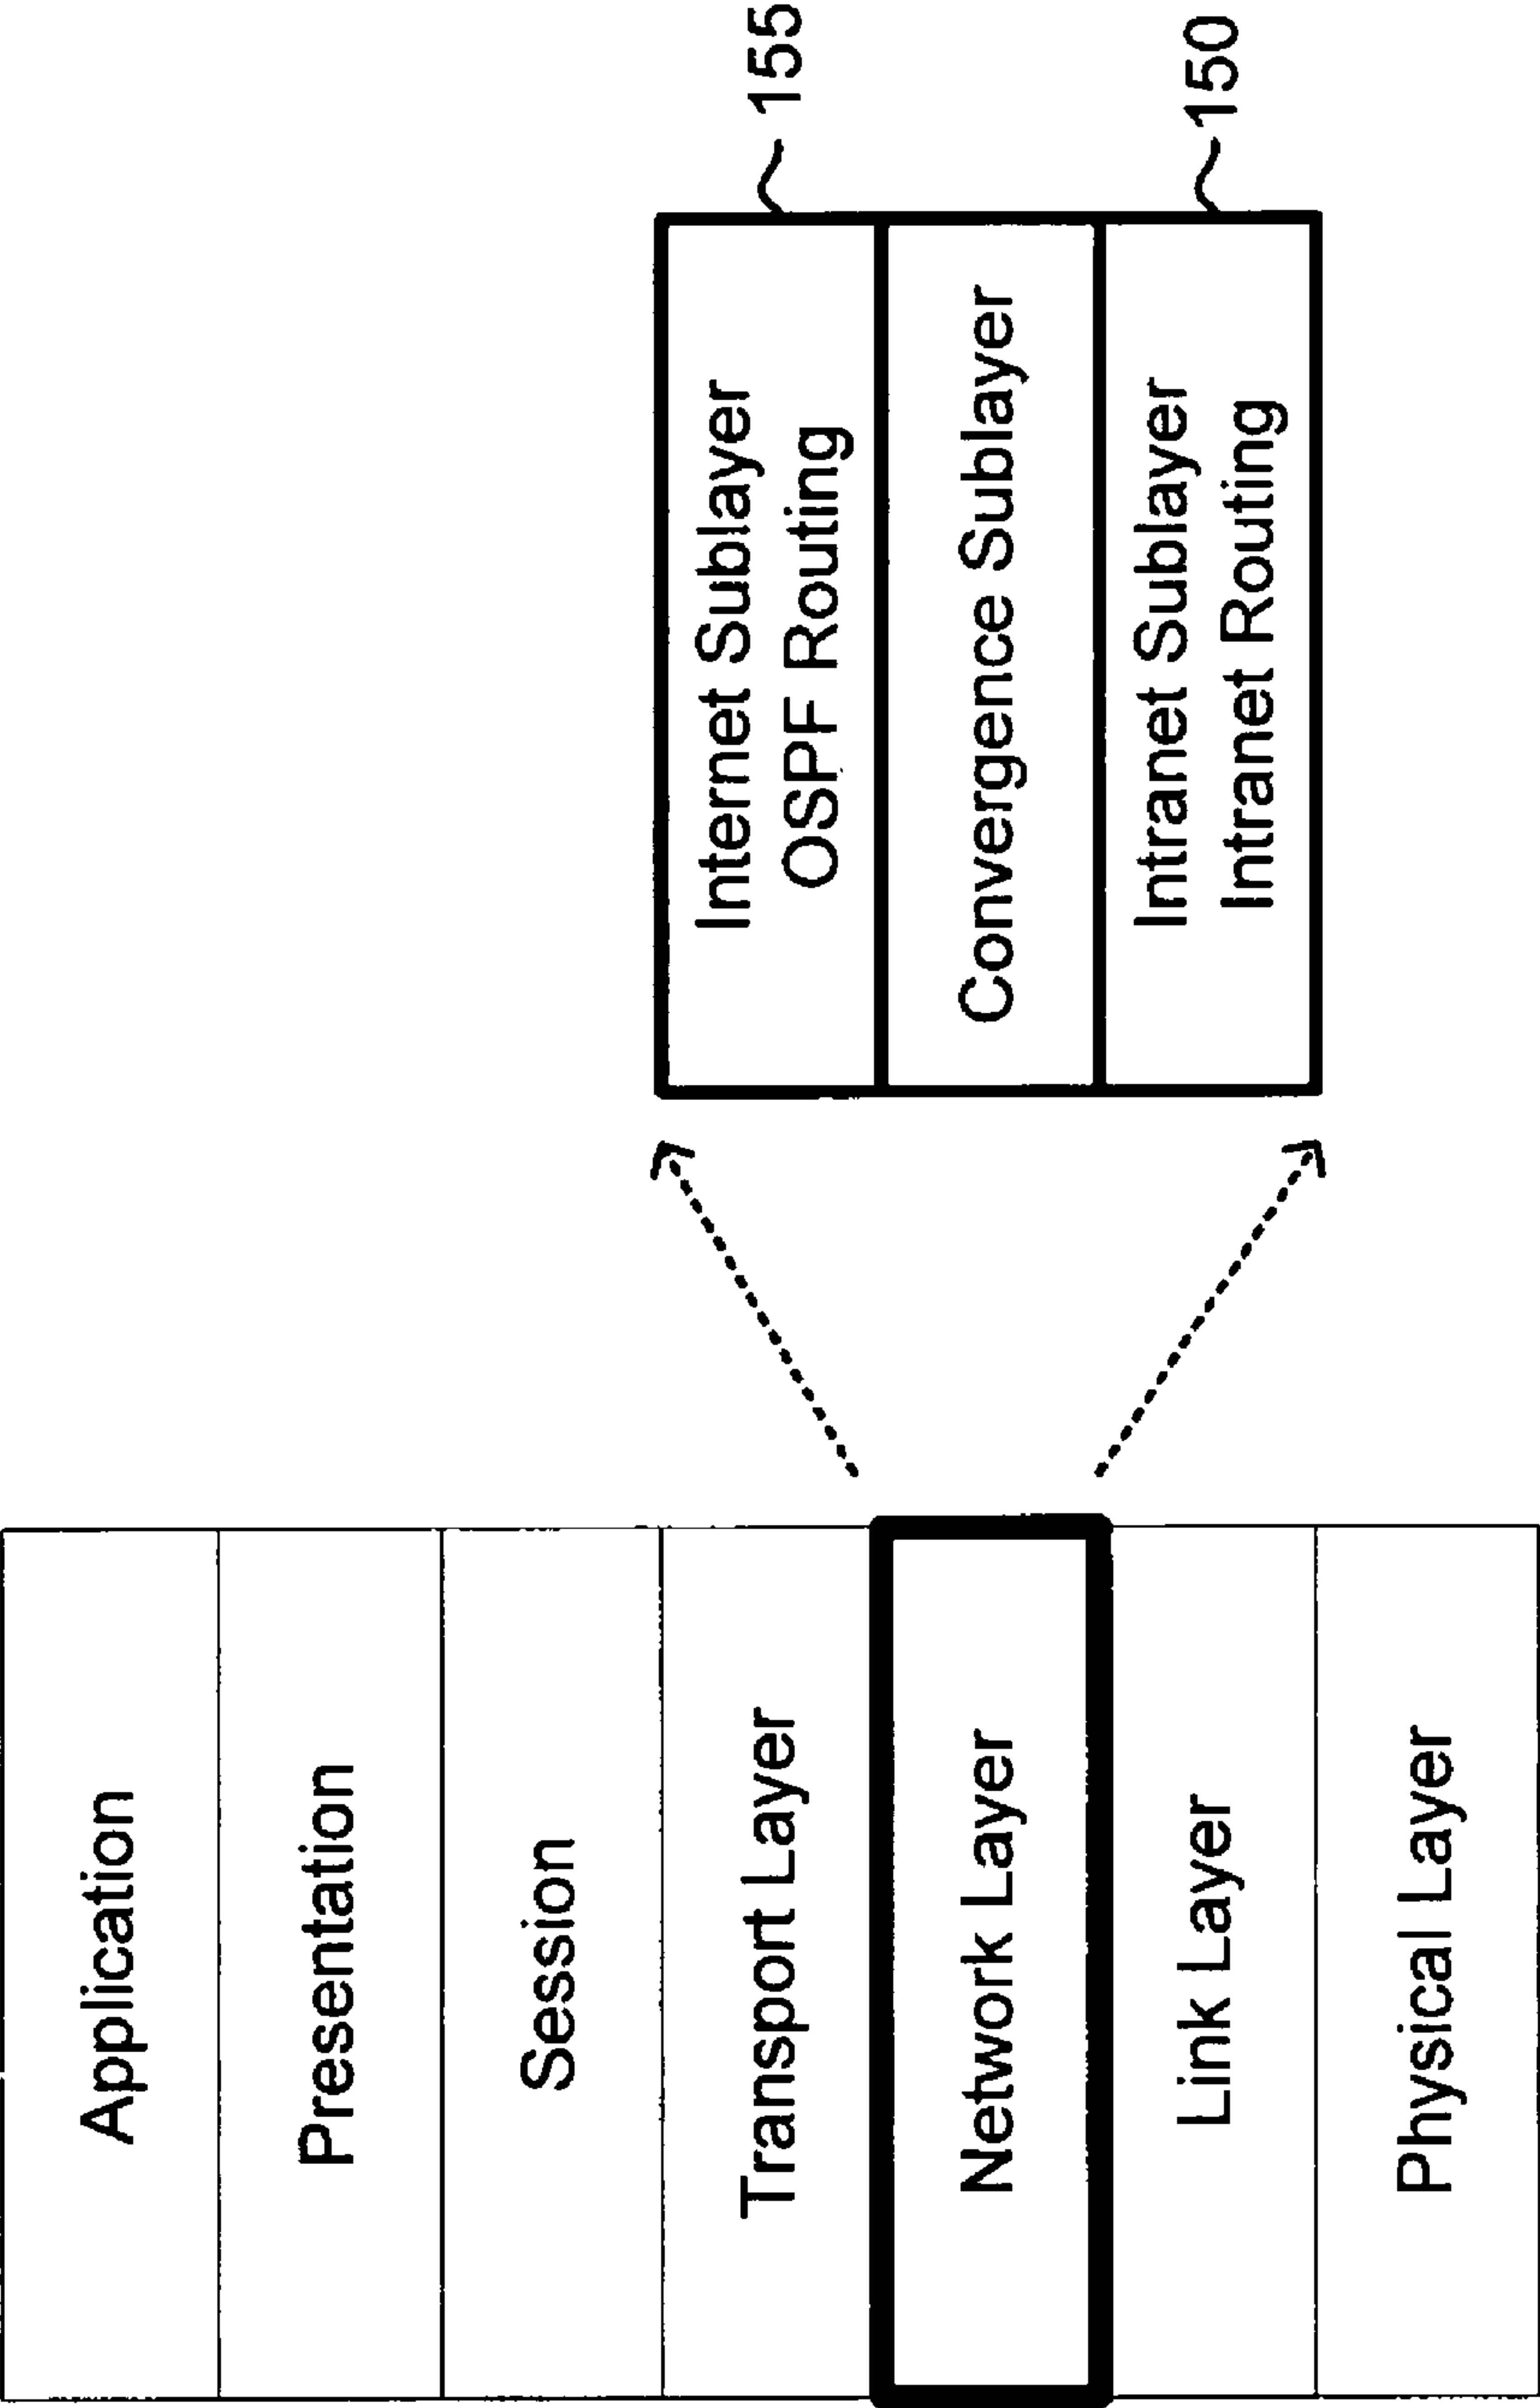 Application
Presentation
Session
Transport Layer
Network Layer
Link Layer
Physical Layer
Internet Sublayer
OSPF Routing
155
Convergence Sublayer
Intranet Sublayer
Intranet Routing
150